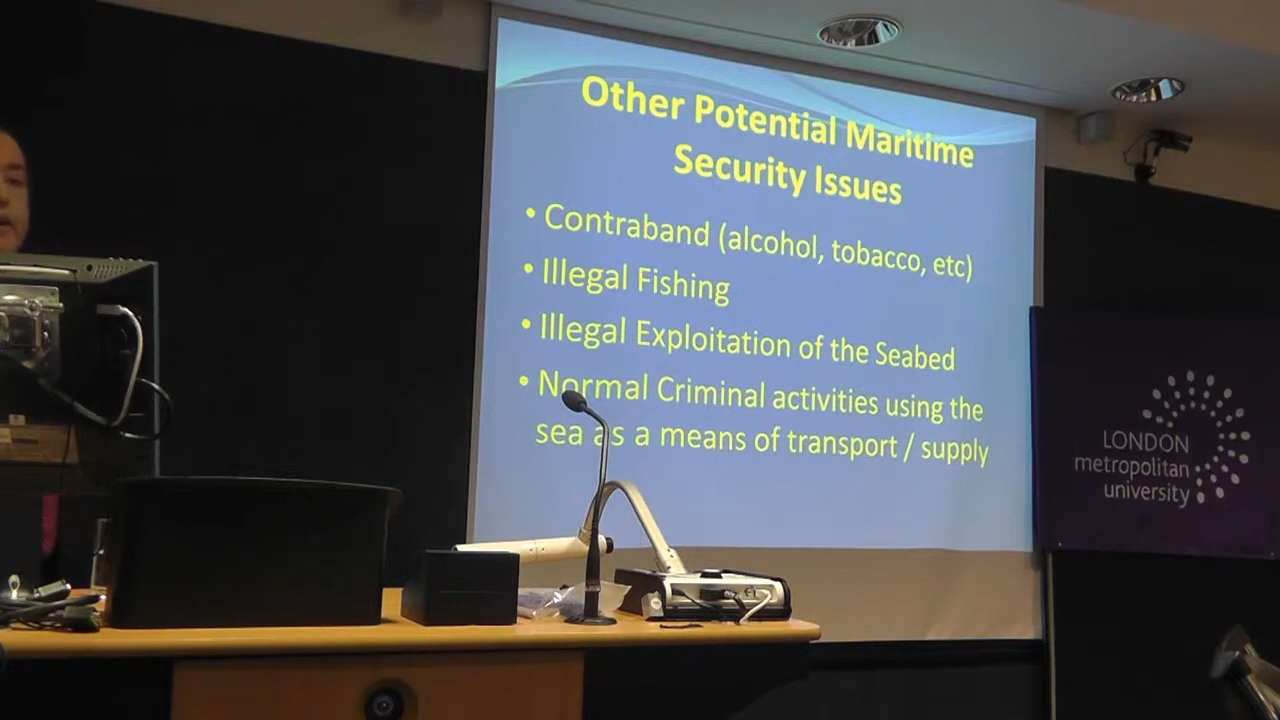 Other Potential Maritime
Security Issues
• Contraband (alcohol, tobacco, etc)
• Illegal Fishing
• Illegal Exploitation of the Seabed
• Normal Criminal activities using the
sea as a means of transport / supply
LONDON
metropolitan
university